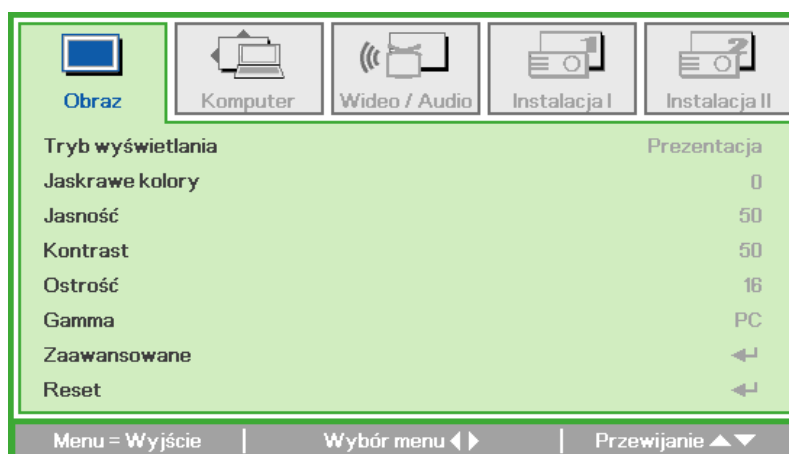 Obraz Komputer Wideo / Audio Instalacja I Instalacja II
Tryb wyświetlania Prezentacja
Jaskrawe kolory 0
Jasność 50
Kontrast 50
Ostrość 16
Gamma PC
Zaawansowane
Reset
Menu = Wyjście Wybór menu Przewijanie